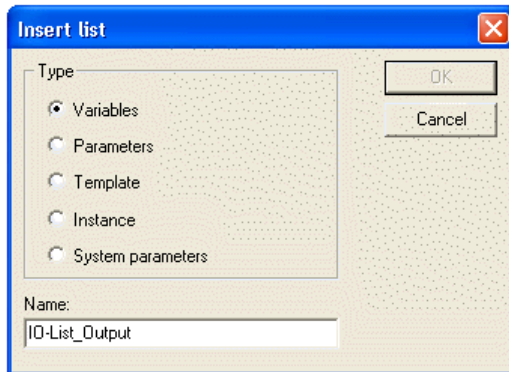 Insert list
Type
OK
Variables
Cancel
Parameters
Template
Instance
System parameters
Name:
IO-List_Output